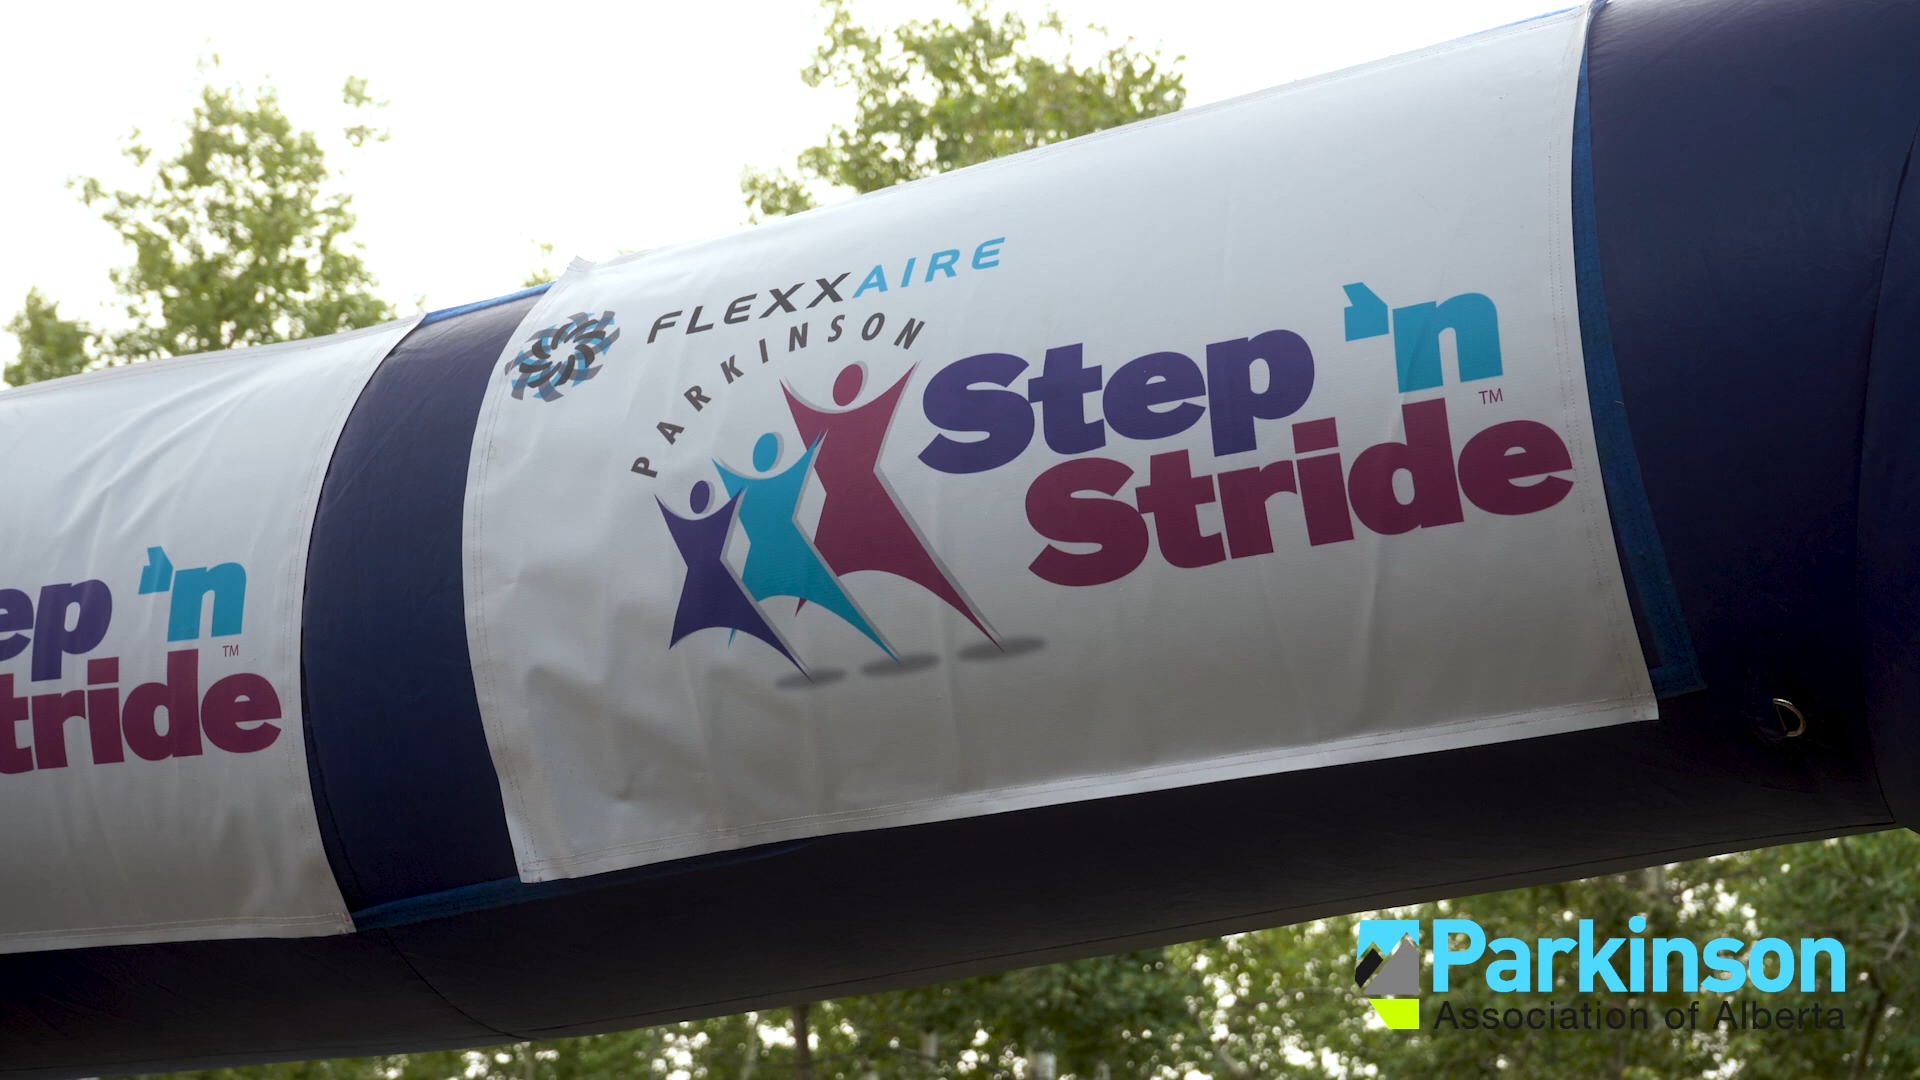 FLEXXAIRE
PARKINSON
Step 'n
Stride
TM
ep 'n
tride
TM
Parkinson
Association of Alberta